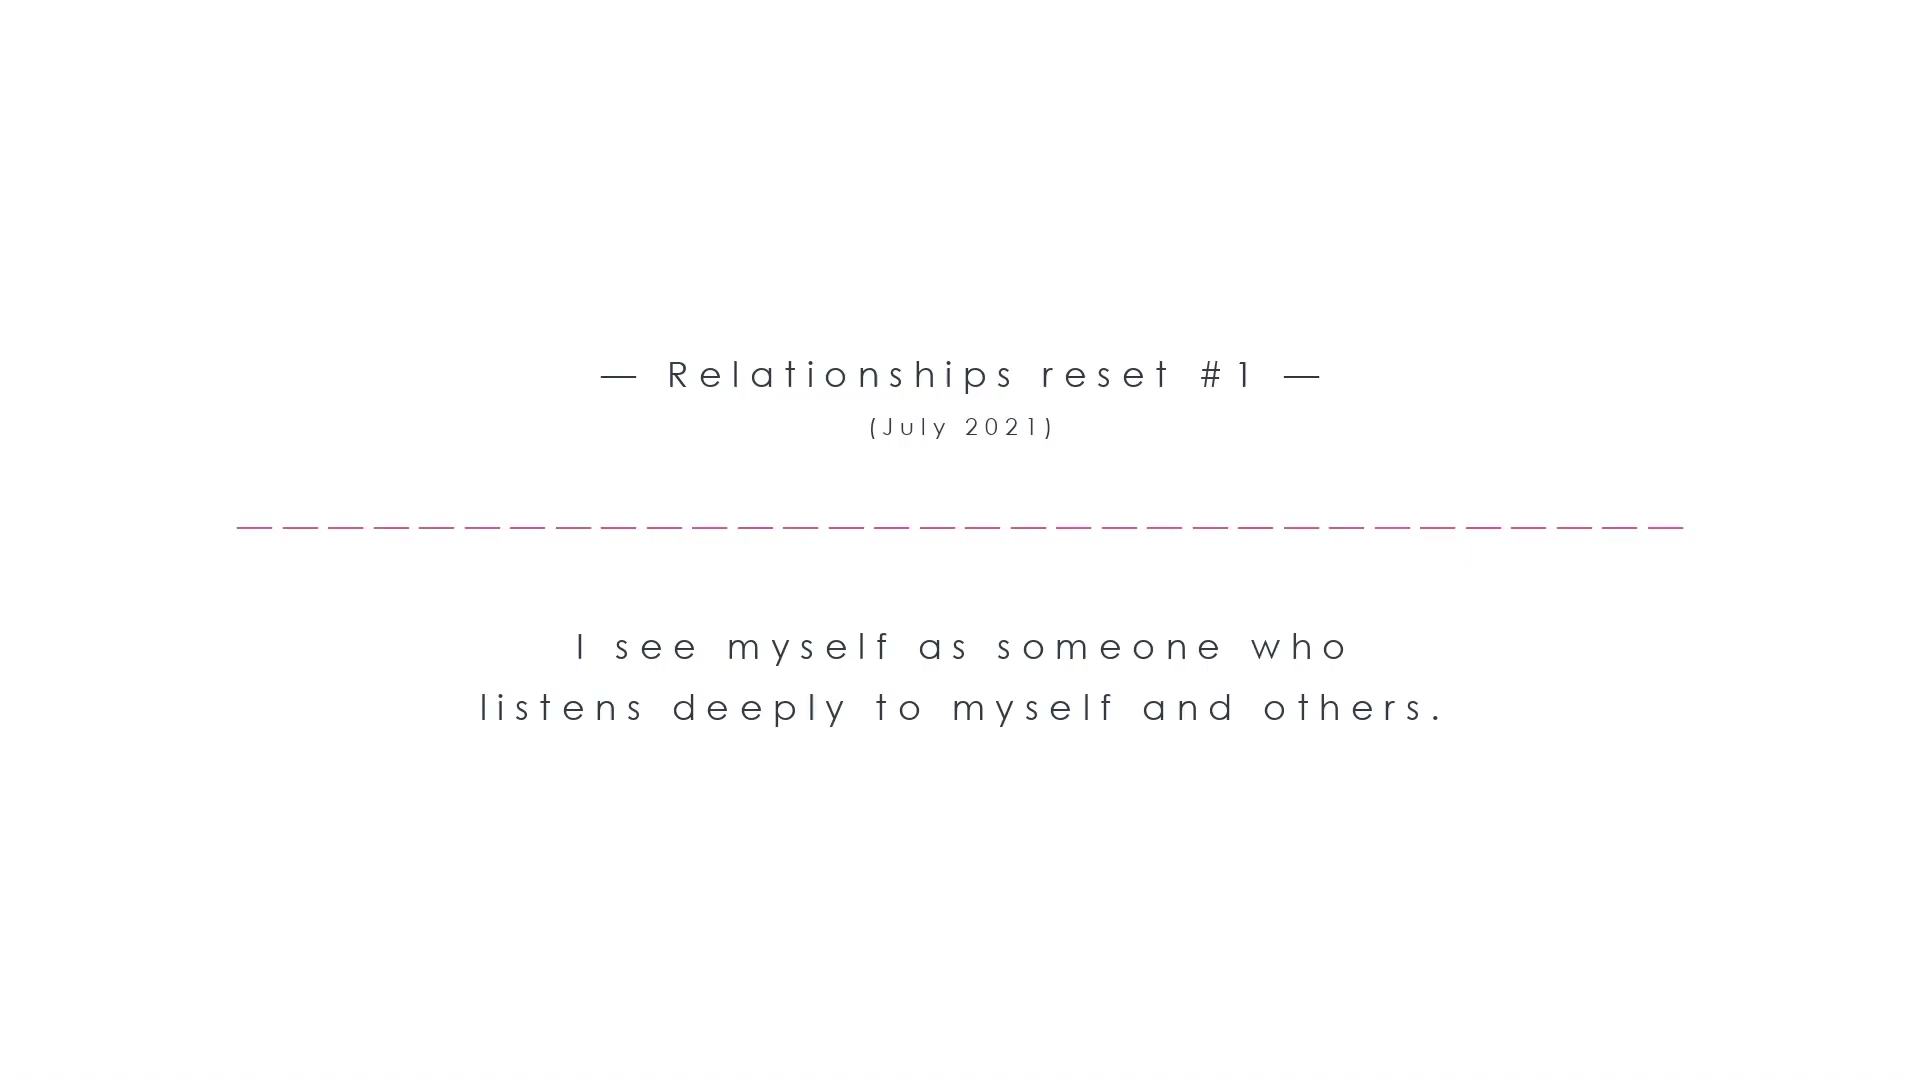 — Relationships reset #1 —
(July 2021)
I see myself as someone who
listens deeply to myself and others.